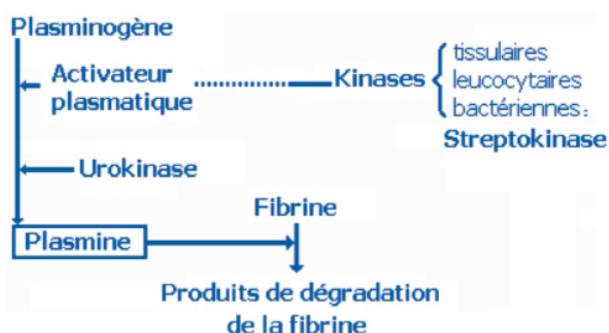 Plasminogène
Activateur
plasmatique
Kinases
tissulaires
leucocytaires
bactériennes:
Streptokinase
Urokinase
Fibrine
Plasmine
Produits de dégradation
de la fibrine